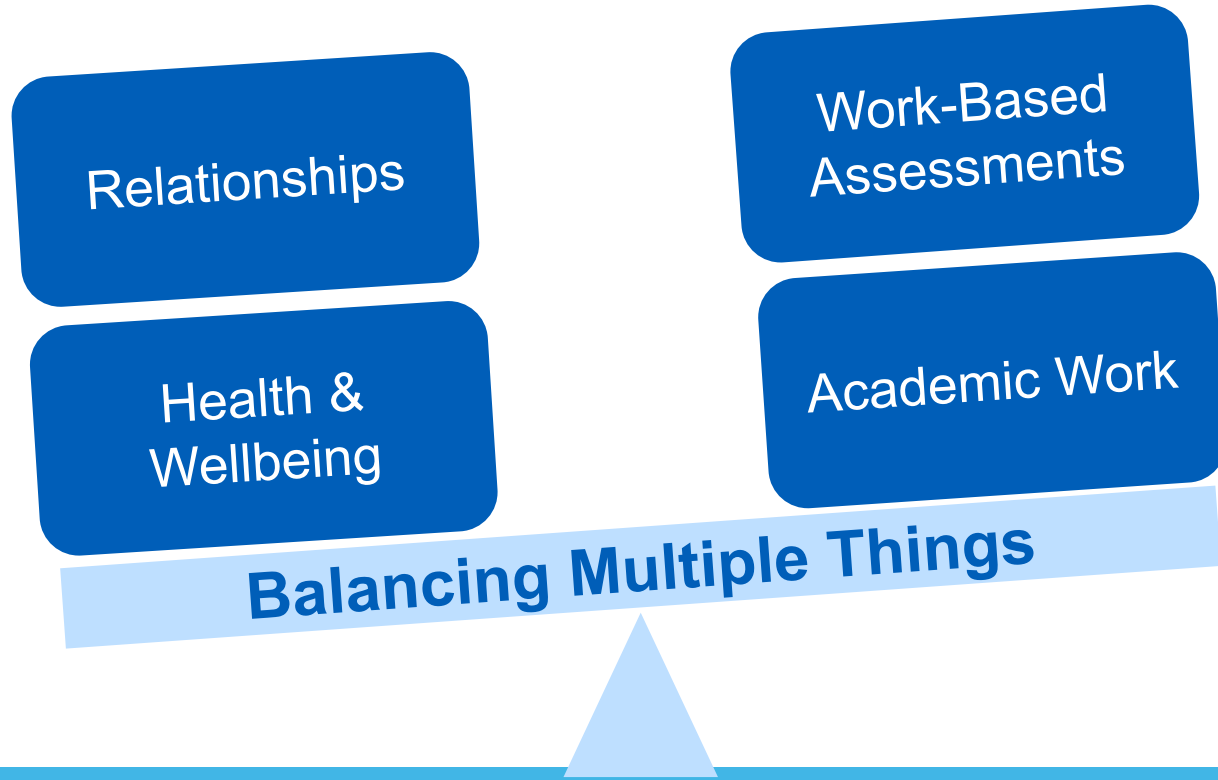 Relationships
Health &
Wellbeing
Work-Based
Assessments
Academic Work
Balancing Multiple Things